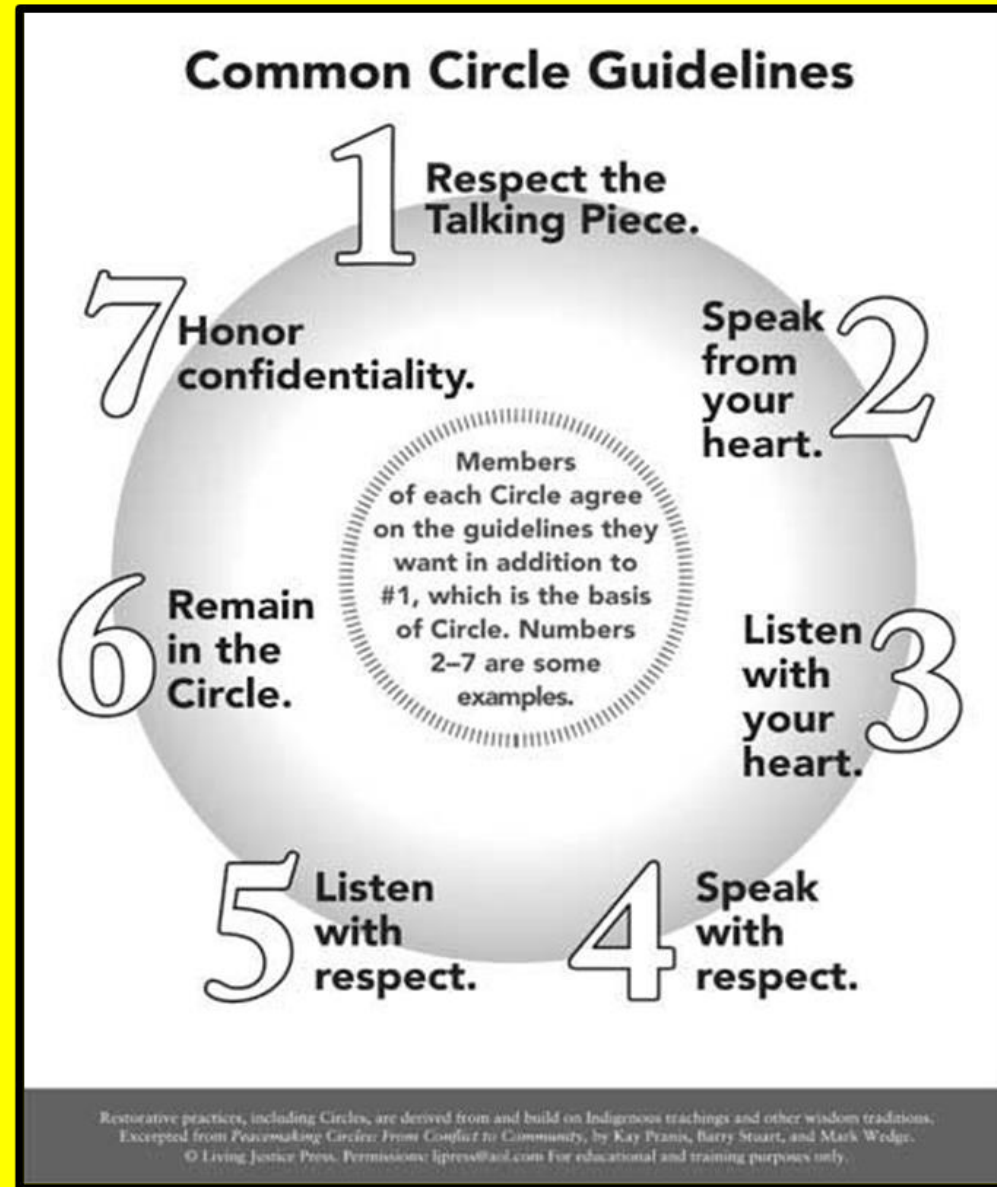 Common Circle Guidelines
1
Respect the
Talking Piece.
2
Speak
from
your
heart.
3
Listen
with
your
heart.
4
Speak
with
respect.
5
Listen
with
respect.
6
Remain
in the
Circle.
7
Honor
confidentiality.
Members
of each Circle agree
on the guidelines they
want in addition to
#1, which is the basis
of Circle. Numbers
2–7 are some
examples.
Restorative practices, including Circles, are derived from and build on Indigenous teachings and other wisdom traditions.
Excerpted from Peacemaking Circles: From Conflict to Community, by Kay Pranis, Barry Stuart, and Mark Wedge.
© Living Justice Press. Permissions: ljpress@aol.com For educational and training purposes only.